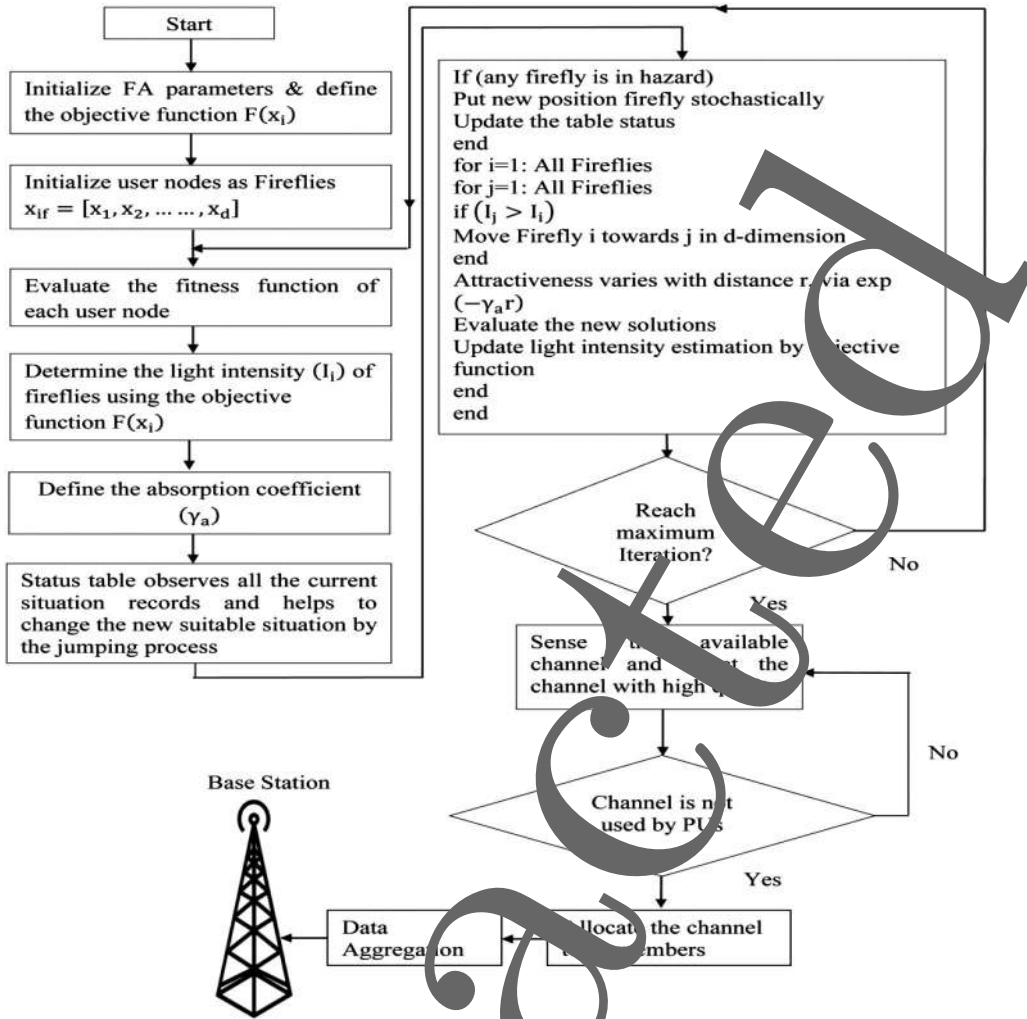 Start
Initialize FA parameters & define
the objective function F(xᵢ)
Initialize user nodes as Fireflies
x_if = [x₁, x₂, … …, x_d]
Evaluate the fitness function of
each user node
Determine the light intensity (Iᵢ) of
fireflies using the objective
function F(xᵢ)
Define the absorption coefficient
(γₐ)
Status table observes all the current
situation records and helps to
change the new suitable situation by
the jumping process
If (any firefly is in hazard)
Put new position firefly stochastically
Update the table status
end
for i=1: All Fireflies
for j=1: All Fireflies
if (Iⱼ > Iᵢ)
Move Firefly i towards j in d-dimension
end
Attractiveness varies with distance r, via exp
(−γₐr)
Evaluate the new solutions
Update light intensity estimation by
function
end
end
Reach
maximum
Iteration?
No
Yes
Sense available
channel and the
channel with high
No
Channel is not
used by PUs
Yes
Allocate the channel
Data
Aggregation
Base Station
acted